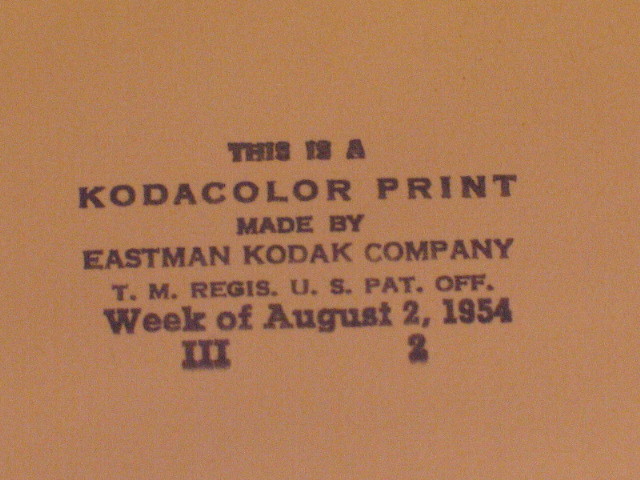 THIS IS A
KODACOLOR PRINT
MADE BY
EASTMAN KODAK COMPANY
T. M. REGIS. U. S. PAT. OFF.
Week of August 2, 1954
III 2